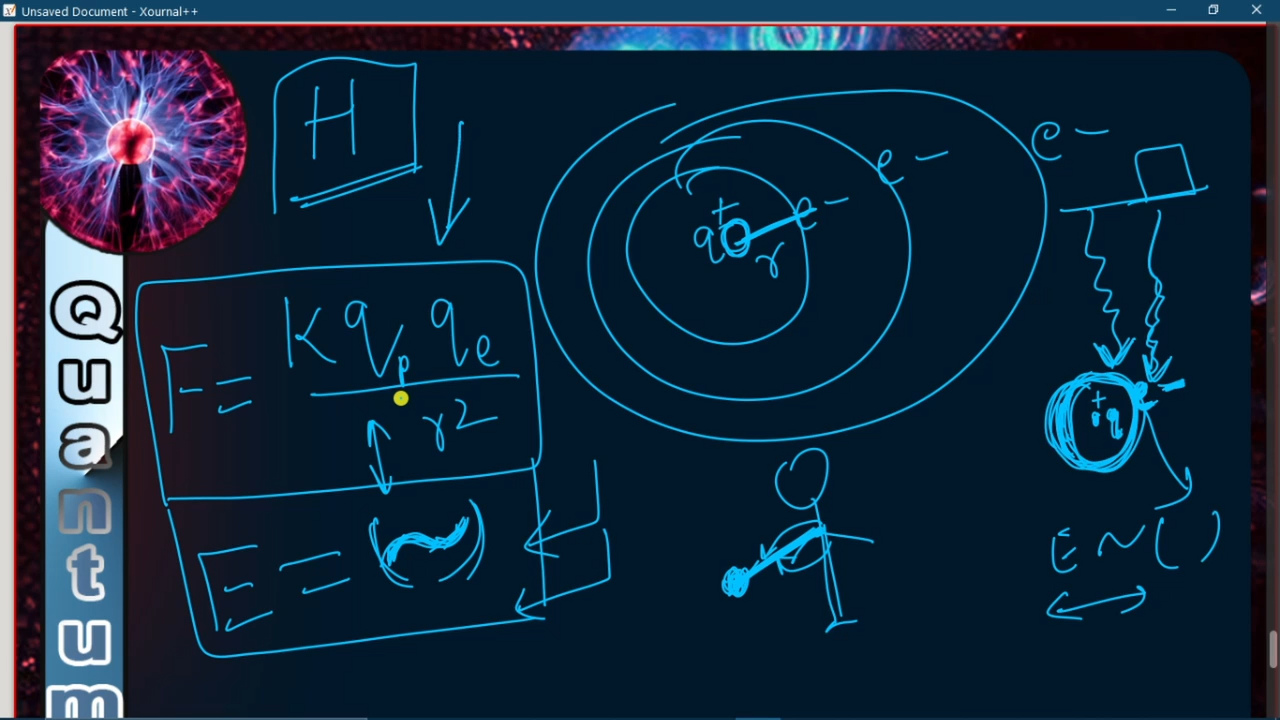 Unsaved Document - Xournal++
H
e-
e-
e-
+
q
r
F = K qp qe
r2
E = (~)
+q
e-
E ~ ( )
Quantum